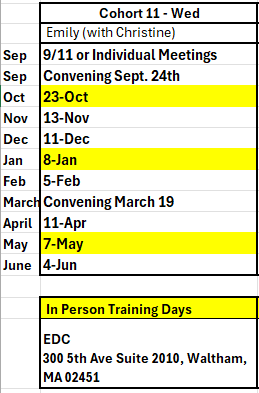 Cohort 11 - Wed
Emily (with Christine)
Sep 9/11 or Individual Meetings
Sep Convening Sept. 24th
Oct 23-Oct
Nov 13-Nov
Dec 11-Dec
Jan 8-Jan
Feb 5-Feb
March Convening March 19
April 11-Apr
May 7-May
June 4-Jun
In Person Training Days
EDC
300 5th Ave Suite 2010, Waltham,
MA 02451